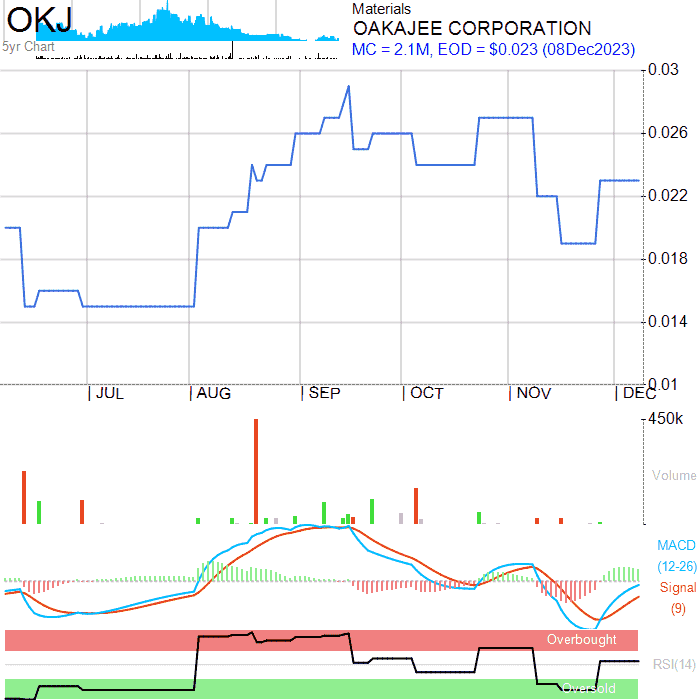 OKJ
5yr Chart
Materials
OAKAJEE CORPORATION
MC = 2.1M, EOD = $0.023 (08Dec2023)
0.03
0.026
0.022
0.018
0.014
0.01
JUL AUG SEP OCT NOV DEC
450k
Volume
MACD
(12-26)
Signal
(9)
Overbought
RSI(14)
Oversold